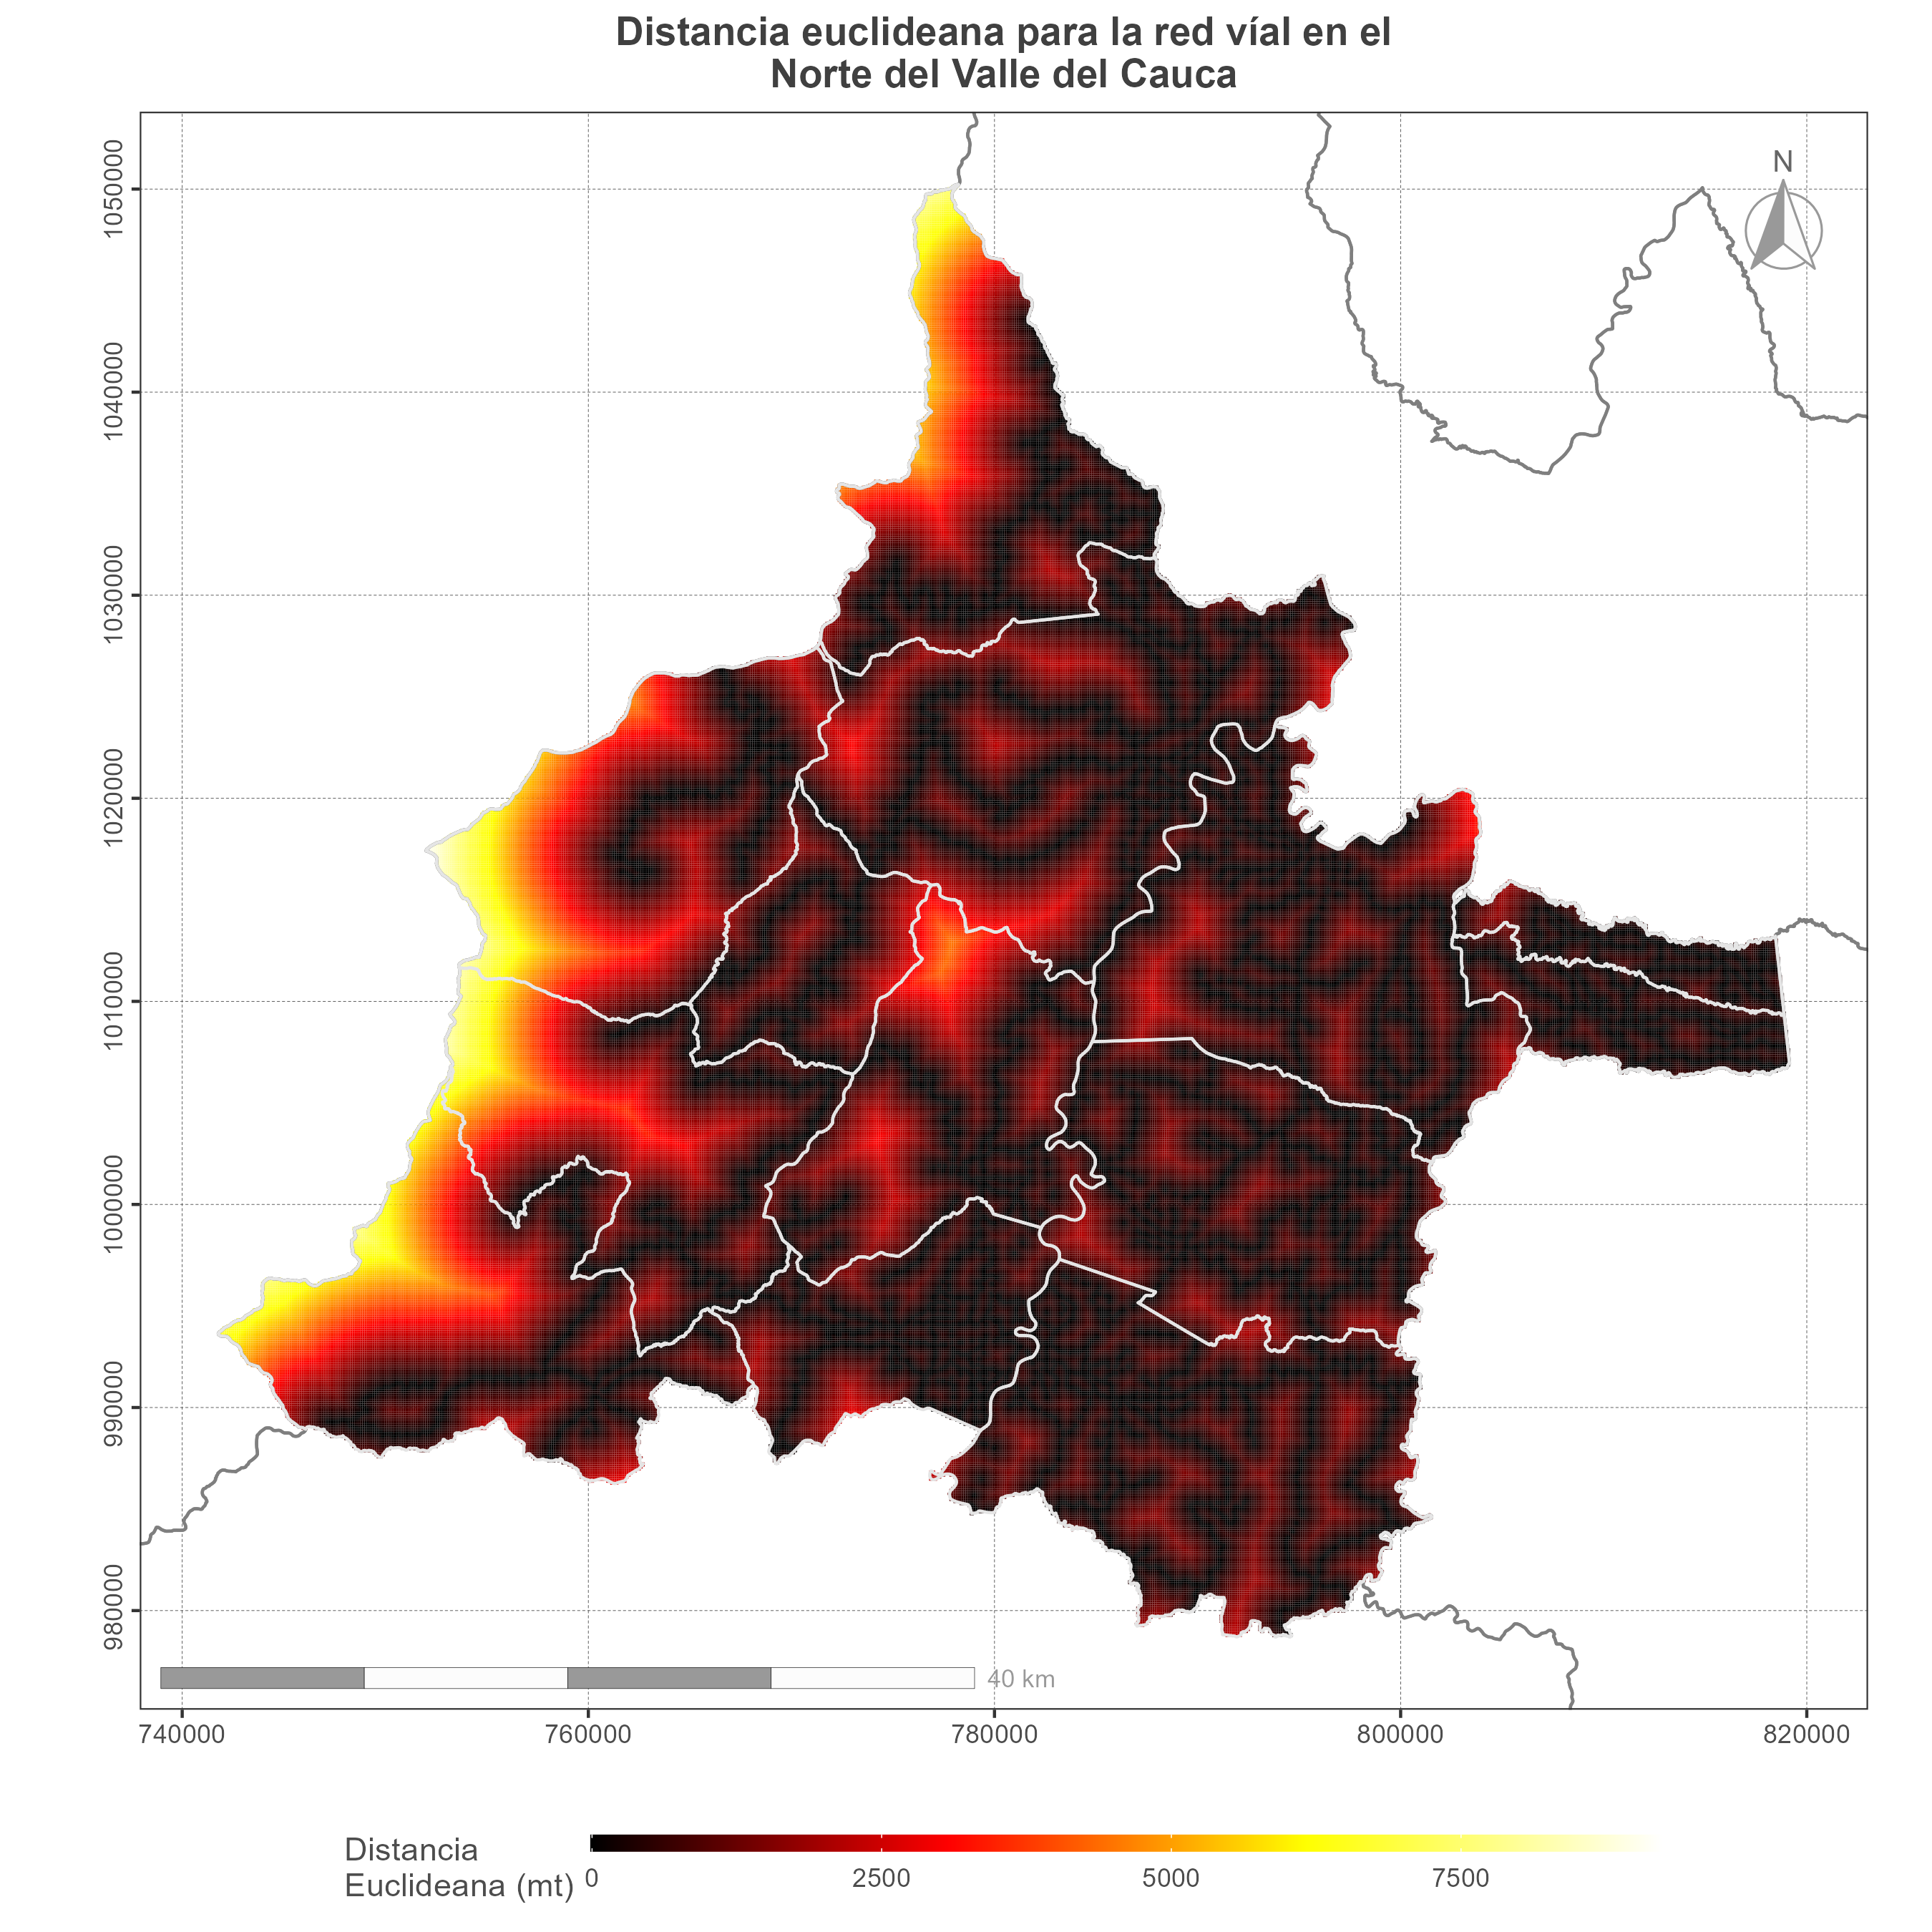 Distancia euclideana para la red víal en el
Norte del Valle del Cauca
N
1050000
1040000
1030000
1020000
1010000
1000000
990000
980000
40 km
740000 760000 780000 800000 820000
Distancia
Euclideana (mt)
0 2500 5000 7500